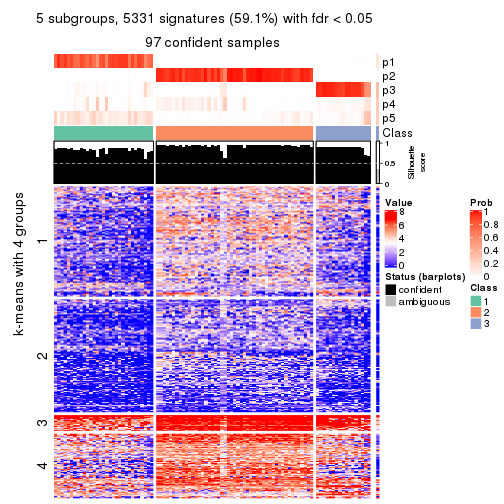 5 subgroups, 5331 signatures (59.1%) with fdr < 0.05
97 confident samples
p1
p2
p3
p4
p5
Class
1
0.5
0
Silhouette
score
k-means with 4 groups
1
2
3
4
Value
8
6
4
2
0
Status (barplots)
confident
ambiguous
Prob
1
0.8
0.6
0.4
0.2
0
Class
1
2
3